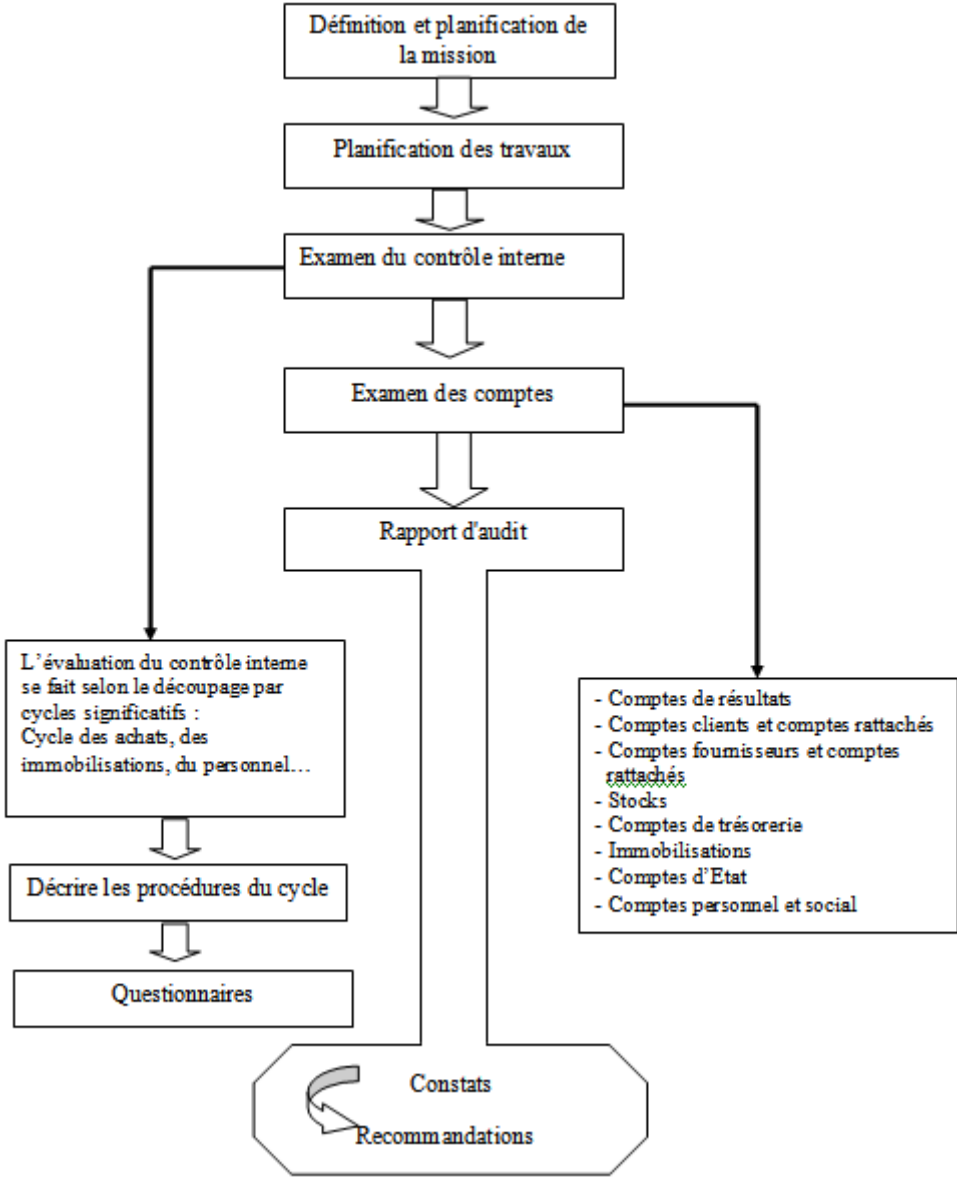 Définition et planification de
la mission
Planification des travaux
Examen du contrôle interne
Examen des comptes
Rapport d'audit
L'évaluation du contrôle interne
se fait selon le découpage par
cycles significatifs :
Cycle des achats, des
immobilisations, du personnel…
Décrire les procédures du cycle
Questionnaires
- Comptes de résultats
- Comptes clients et comptes rattachés
- Comptes fournisseurs et comptes
rattachés
- Stocks
- Comptes de trésorerie
- Immobilisations
- Comptes d'Etat
- Comptes personnel et social
Constats
Recommandations